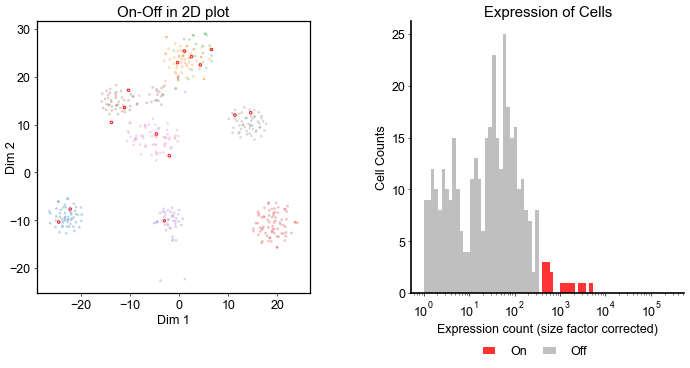 On-Off in 2D plot
30
20
10
0
−10
−20
Dim 2
−20 −10 0 10 20
Dim 1
Expression of Cells
25
20
15
10
5
0
Cell Counts
10^0 10^1 10^2 10^3 10^4 10^5
Expression count (size factor corrected)
On Off